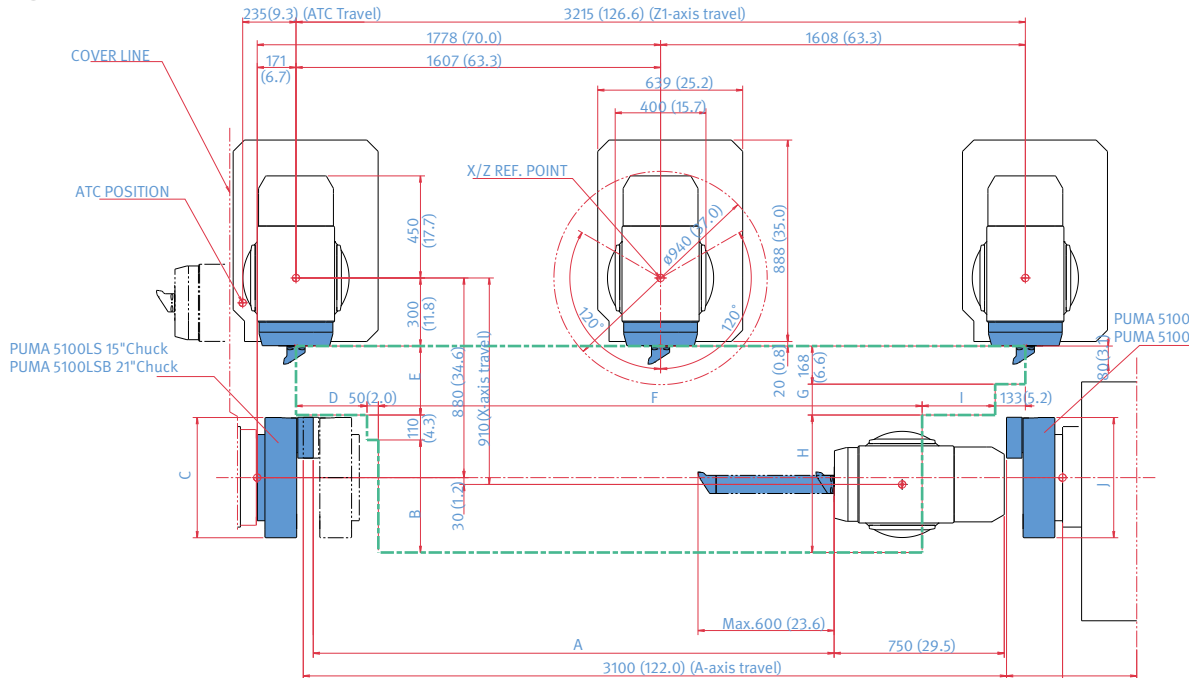 235(9.3) (ATC Travel)
3215 (126.6) (Z1-axis travel)
1778 (70.0)
1608 (63.3)
COVER LINE
171
(6.7)
1607 (63.3)
639 (25.2)
400 (15.7)
X/Z REF. POINT
ATC POSITION
450
(17.7)
ø940 (37.0)
888 (35.0)
300
(11.8)
120°
120°
PUMA 5100
PUMA 5100
PUMA 5100LS 15"Chuck
PUMA 5100LSB 21"Chuck
E
880 (34.6)
910(X-axis travel)
20 (0.8)
168
(6.6)
G
80(3.1)
D
50(2.0)
F
I
133(5.2)
110
(4.3)
C
H
J
B
30 (1.2)
Max.600 (23.6)
A
750 (29.5)
3100 (122.0) (A-axis travel)